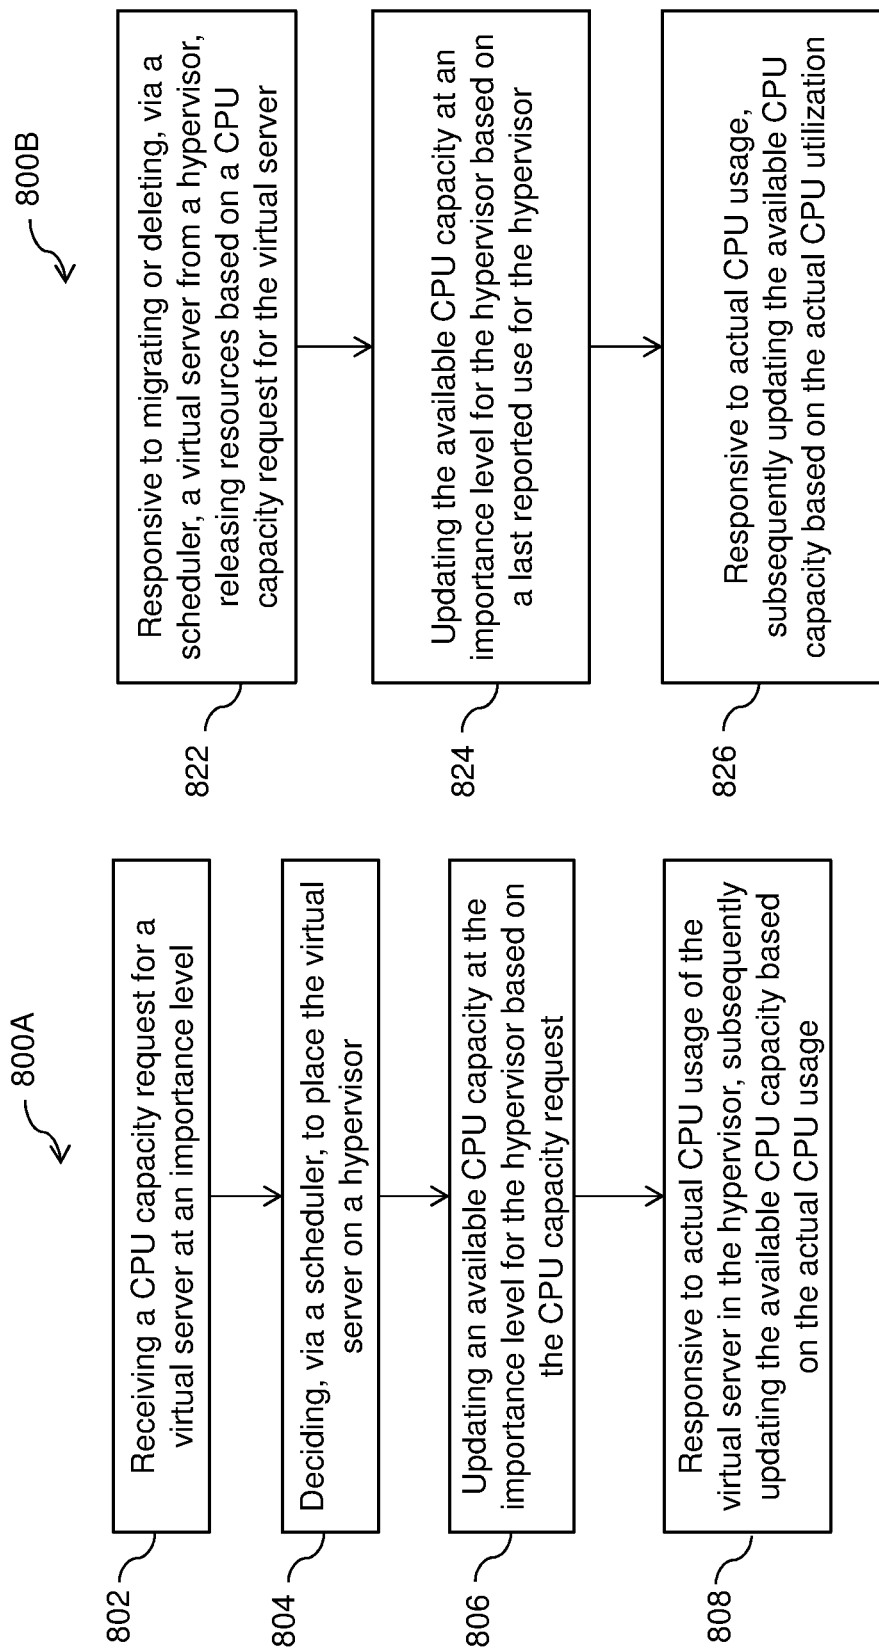 800A
802
Receiving a CPU capacity request for a
virtual server at an importance level
804
Deciding, via a scheduler, to place the virtual
server on a hypervisor
806
Updating an available CPU capacity at the
importance level for the hypervisor based on
the CPU capacity request
808
Responsive to actual CPU usage of the
virtual server in the hypervisor, subsequently
updating the available CPU capacity based
on the actual CPU usage
800B
822
Responsive to migrating or deleting, via a
scheduler, a virtual server from a hypervisor,
releasing resources based on a CPU
capacity request for the virtual server
824
Updating the available CPU capacity at an
importance level for the hypervisor based on
a last reported use for the hypervisor
826
Responsive to actual CPU usage,
subsequently updating the available CPU
capacity based on the actual CPU utilization